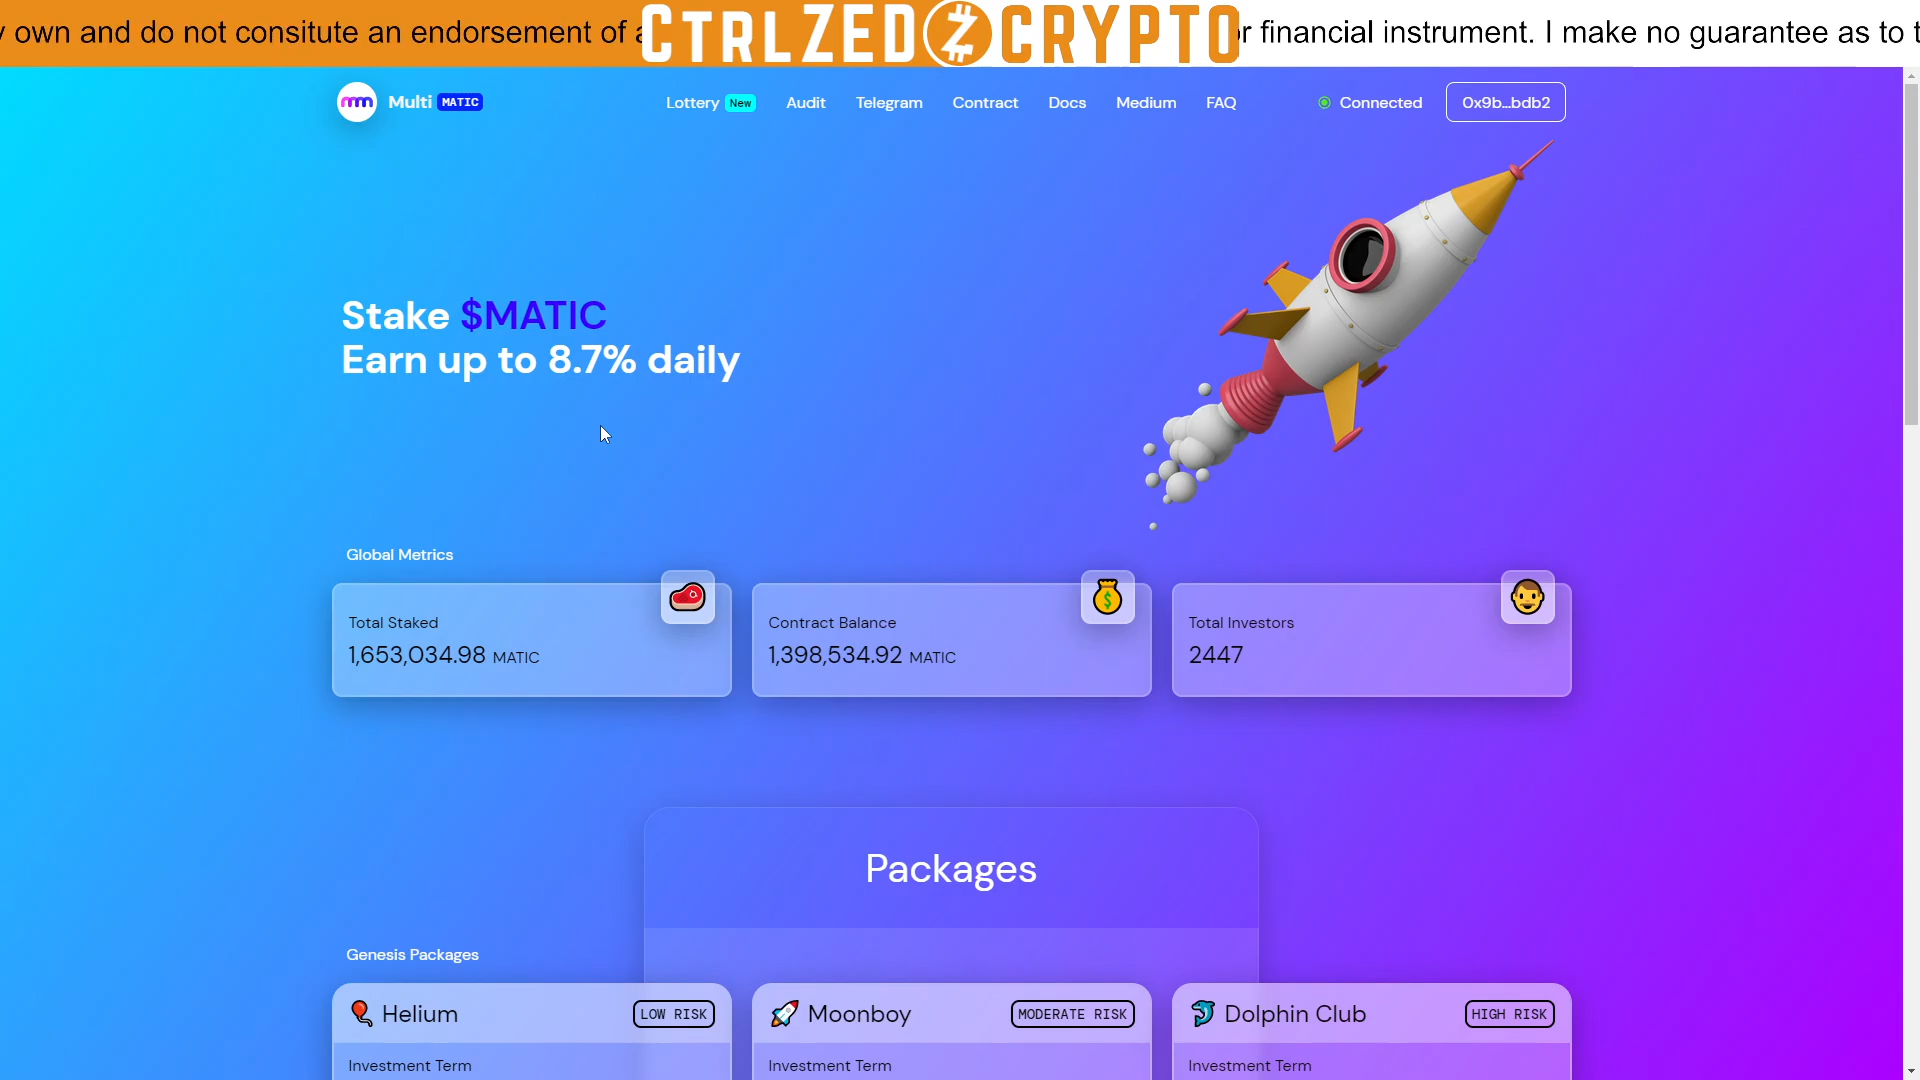 y own and do not consitute an endorsement of a
CTRLZED CRYPTO
or financial instrument. I make no guarantee as to t
Multi MATIC
Lottery New Audit Telegram Contract Docs Medium FAQ
Connected 0x9b...bdb2
Stake $MATIC
Earn up to 8.7% daily
Global Metrics
Total Staked
1,653,034.98 MATIC
Contract Balance
1,398,534.92 MATIC
Total Investors
2447
Packages
Genesis Packages
Helium LOW RISK
Investment Term
Moonboy MODERATE RISK
Investment Term
Dolphin Club HIGH RISK
Investment Term